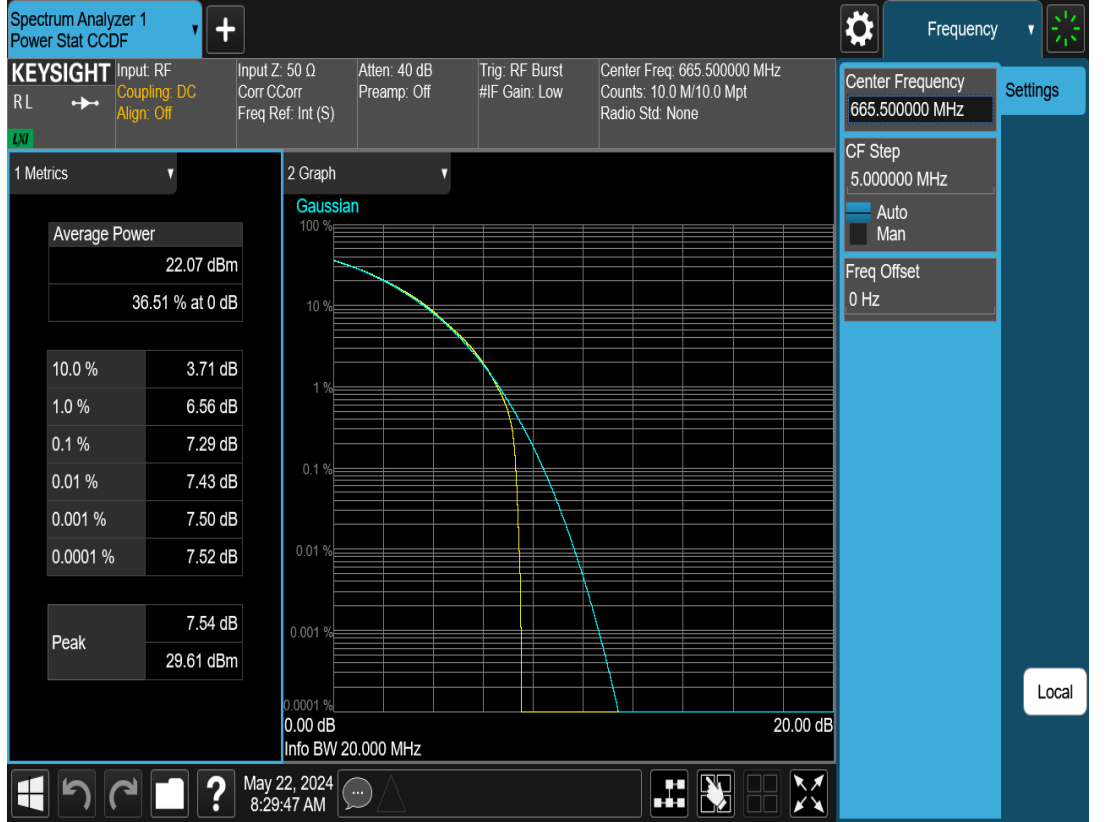 Spectrum Analyzer 1
Power Stat CCDF
+
Frequency
KEYSIGHT
RL
LXI
Input: RF
Coupling: DC
Align: Off
Input Z: 50 Ω
Corr CCorr
Freq Ref: Int (S)
Atten: 40 dB
Preamp: Off
Trig: RF Burst
#IF Gain: Low
Center Freq: 665.500000 MHz
Counts: 10.0 M/10.0 Mpt
Radio Std: None
Center Frequency
665.500000 MHz
Settings
CF Step
5.000000 MHz
Auto
Man
Freq Offset
0 Hz
Local
1 Metrics
Average Power
22.07 dBm
36.51 % at 0 dB
10.0 % 3.71 dB
1.0 % 6.56 dB
0.1 % 7.29 dB
0.01 % 7.43 dB
0.001 % 7.50 dB
0.0001 % 7.52 dB
Peak
7.54 dB
29.61 dBm
2 Graph
Gaussian
100 %
10 %
1 %
0.1 %
0.01 %
0.001 %
0.0001 %
0.00 dB 20.00 dB
Info BW 20.000 MHz
?
May 22, 2024
8:29:47 AM